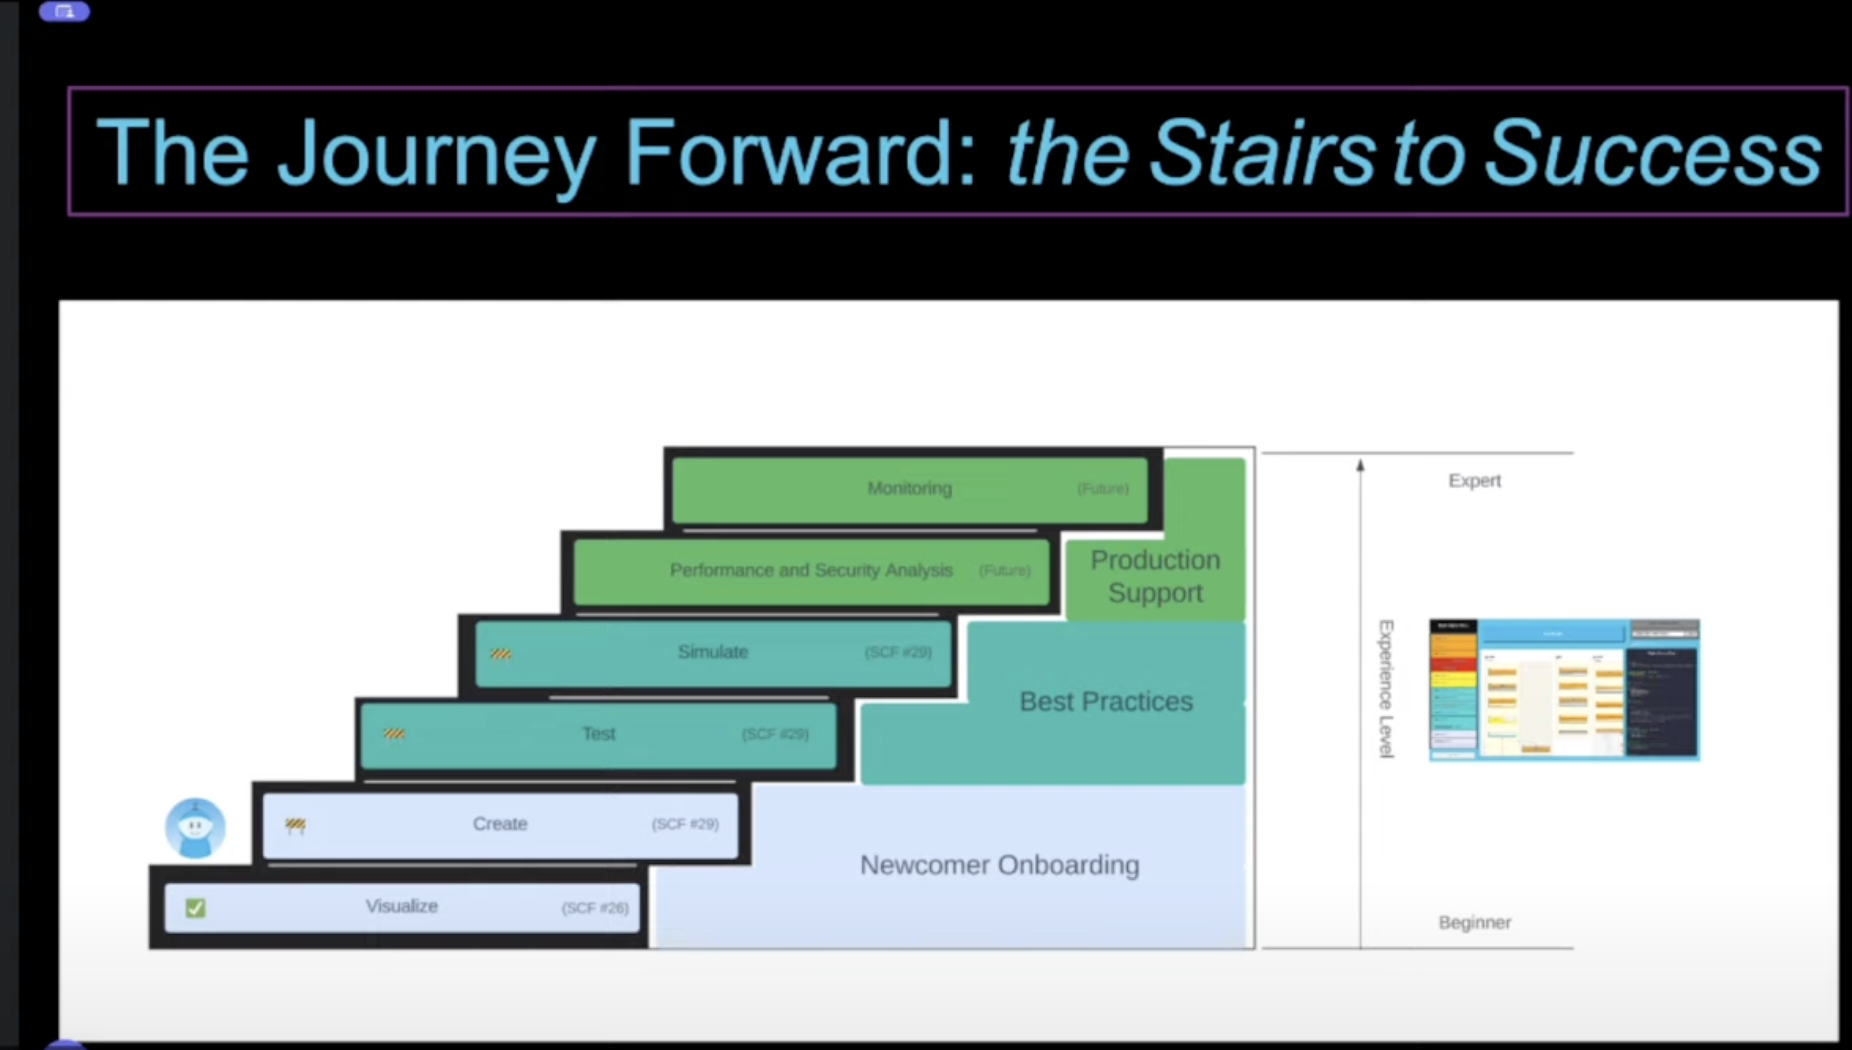 The Journey Forward: the Stairs to Success
Monitoring (Future)
Performance and Security Analysis (Future)
Production
Support
Simulate (SCF #29)
Test (SCF #29)
Best Practices
Create (SCF #29)
Newcomer Onboarding
Visualize (SCF #26)
Expert
Experience Level
Beginner